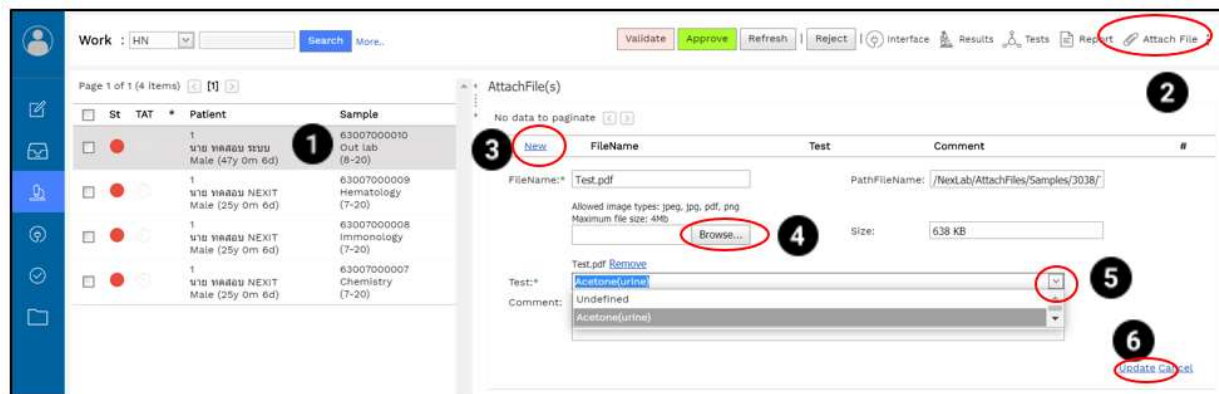 Work : HN Search More.. Validate Approve Refresh | Reject | Interface Results Tests Report Attach File
2
Page 1 of 1 (4 items) [1]
AttachFile(s)
No data to paginate
St TAT * Patient Sample
3 New FileName Test Comment #
1
นาย ทดสอบ ระบบ
Male (47y 0m 6d)
1
63007000010
Out lab
(8-20)
1
นาย ทดสอบ NEXIT
Male (25y 0m 6d)
63007000009
Hematology
(7-20)
1
นาย ทดสอบ NEXIT
Male (25y 0m 6d)
63007000008
Immonology
(7-20)
1
นาย ทดสอบ NEXIT
Male (25y 0m 6d)
63007000007
Chemistry
(7-20)
FileName:* Test.pdf PathFileName: /NexLab/AttachFiles/Samples/3038/
Allowed image types: jpeg, jpg, pdf, png
Maximum file size: 4Mb
Browse... 4 Size: 638 KB
Test.pdf Remove
Test:* Acetone(urine) 5
Comment: Undefined
Acetone(urine)
6
Update Cancel